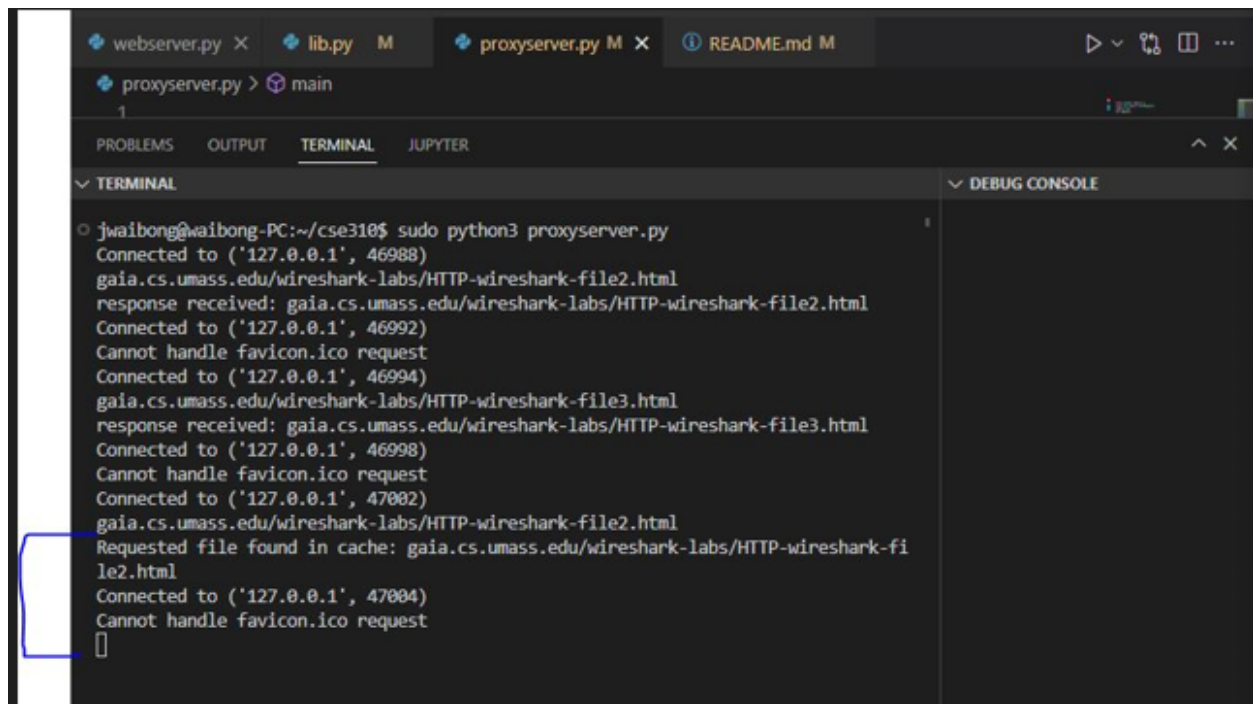 webserver.py lib.py M proxyserver.py M README.md M
proxyserver.py > main
1
PROBLEMS OUTPUT TERMINAL JUPYTER
TERMINAL DEBUG CONSOLE
jwaibong@waibong-PC:~/cse310$ sudo python3 proxyserver.py
Connected to ('127.0.0.1', 46988)
gaia.cs.umass.edu/wireshark-labs/HTTP-wireshark-file2.html
response received: gaia.cs.umass.edu/wireshark-labs/HTTP-wireshark-file2.html
Connected to ('127.0.0.1', 46992)
Cannot handle favicon.ico request
Connected to ('127.0.0.1', 46994)
gaia.cs.umass.edu/wireshark-labs/HTTP-wireshark-file3.html
response received: gaia.cs.umass.edu/wireshark-labs/HTTP-wireshark-file3.html
Connected to ('127.0.0.1', 46998)
Cannot handle favicon.ico request
Connected to ('127.0.0.1', 47002)
gaia.cs.umass.edu/wireshark-labs/HTTP-wireshark-file2.html
Requested file found in cache: gaia.cs.umass.edu/wireshark-labs/HTTP-wireshark-fi
le2.html
Connected to ('127.0.0.1', 47004)
Cannot handle favicon.ico request